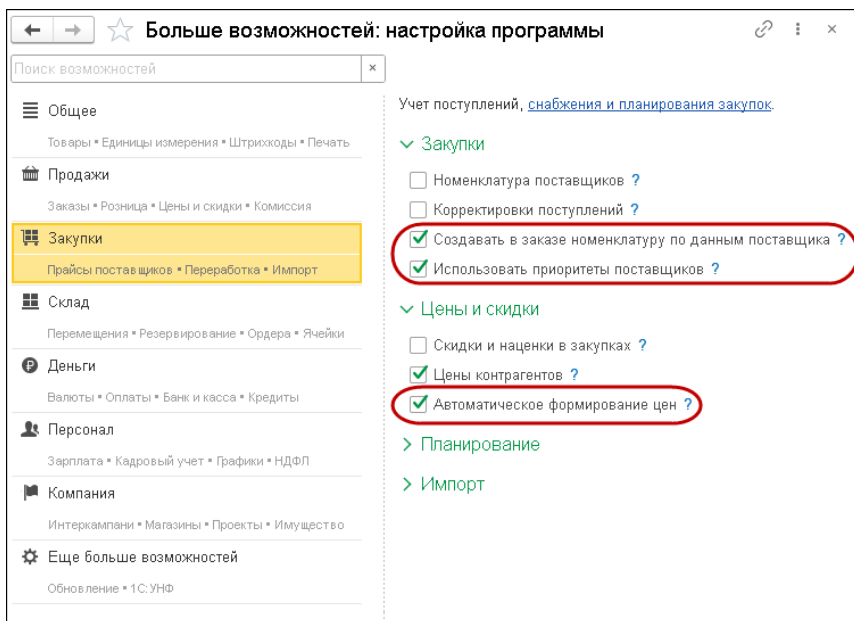 Больше возможностей: настройка программы
Поиск возможностей
Общее
Товары • Единицы измерения • Штрихкоды • Печать
Продажи
Заказы • Розница • Цены и скидки • Комиссия
Закупки
Прайсы поставщиков • Переработка • Импорт
Склад
Перемещения • Резервирование • Ордера • Ячейки
Деньги
Валюты • Оплаты • Банк и касса • Кредиты
Персонал
Зарплата • Кадровый учет • Графики • НДФЛ
Компания
Интеркампани • Магазины • Проекты • Имущество
Еще больше возможностей
Обновление • 1С:УНФ
Учет поступлений, снабжения и планирования закупок.
Закупки
Номенклатура поставщиков ?
Корректировки поступлений ?
Создавать в заказе номенклатуру по данным поставщика ?
Использовать приоритеты поставщиков ?
Цены и скидки
Скидки и наценки в закупках ?
Цены контрагентов ?
Автоматическое формирование цен ?
Планирование
Импорт